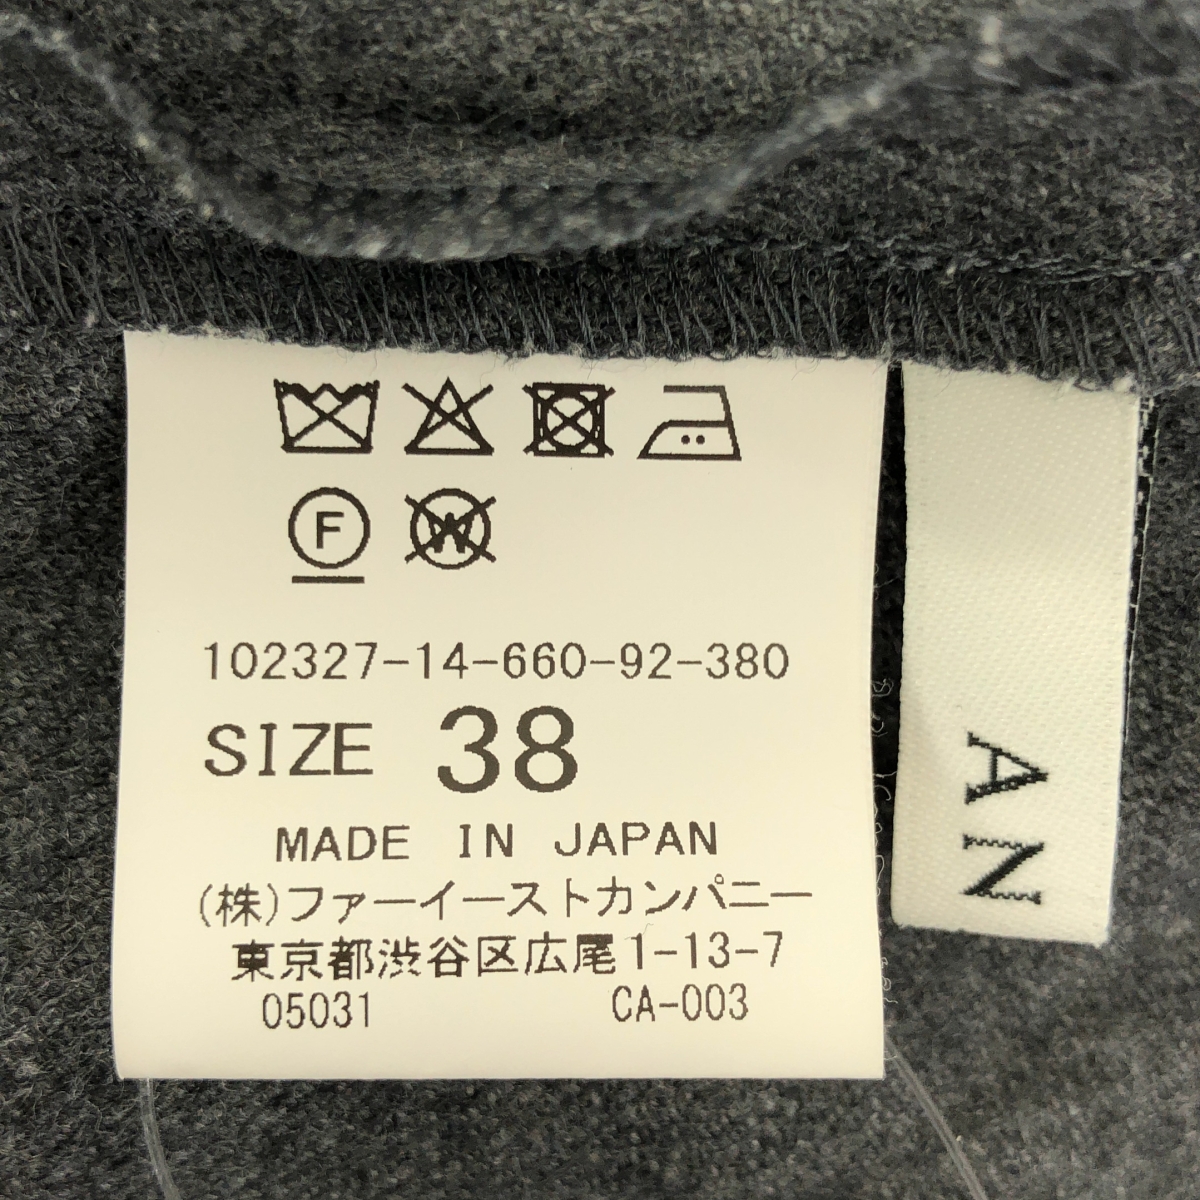 F
W
102327-14-660-92-380
SIZE 38
MADE IN JAPAN
(株)ファーイーストカンパニー
東京都渋谷区広尾1-13-7
05031 CA-003
AN